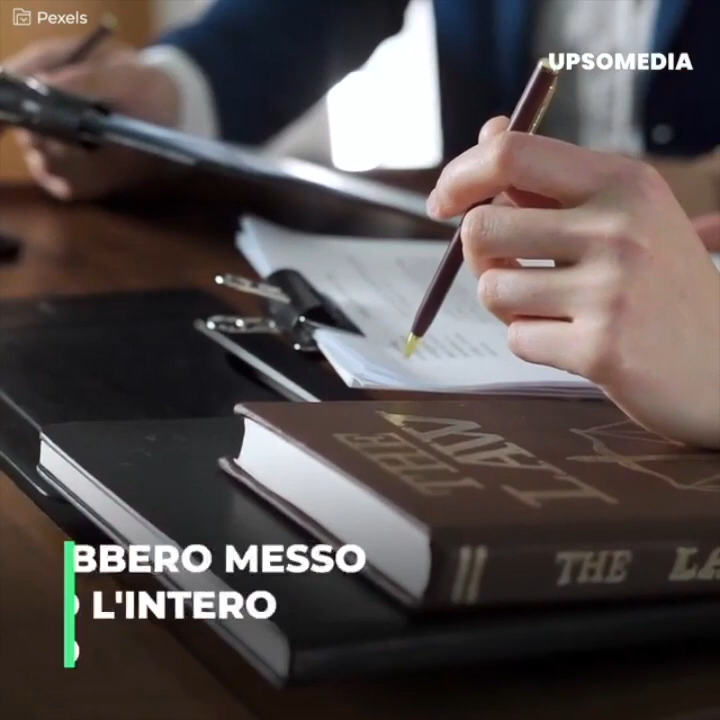 Pexels
UPSOMEDIA
THE
LAW
THE LA
BBERO MESSO
L'INTERO